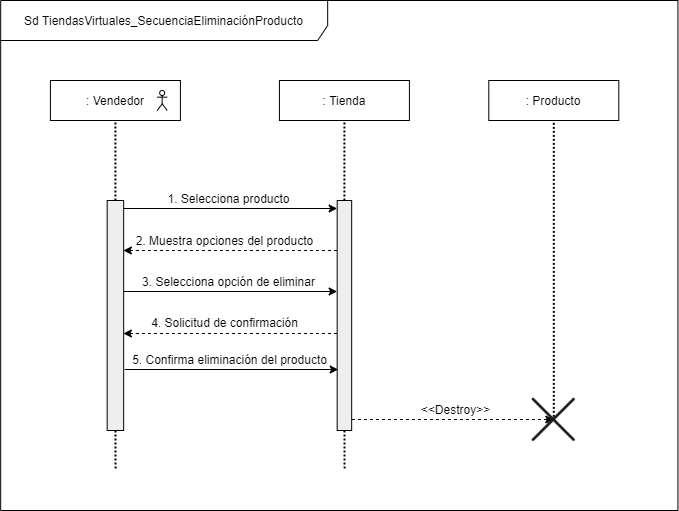 Sd TiendasVirtuales_SecuenciaEliminaciónProducto
: Vendedor
: Tienda
: Producto
1. Selecciona producto
2. Muestra opciones del producto
3. Selecciona opción de eliminar
4. Solicitud de confirmación
5. Confirma eliminación del producto
<<Destroy>>